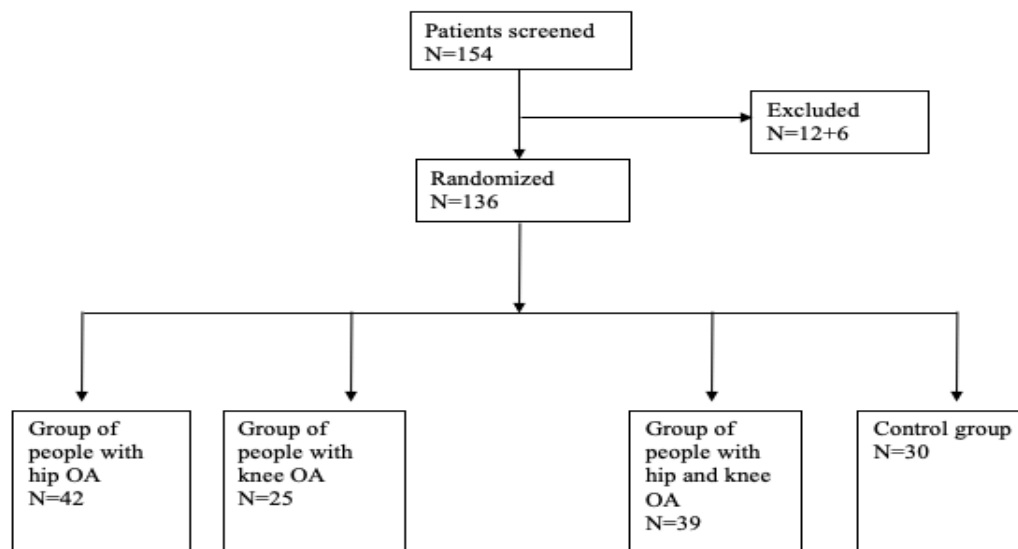 Patients screened
N=154
Excluded
N=12+6
Randomized
N=136
Group of
people with
hip OA
N=42
Group of
people with
knee OA
N=25
Group of
people with
hip and knee
OA
N=39
Control group
N=30